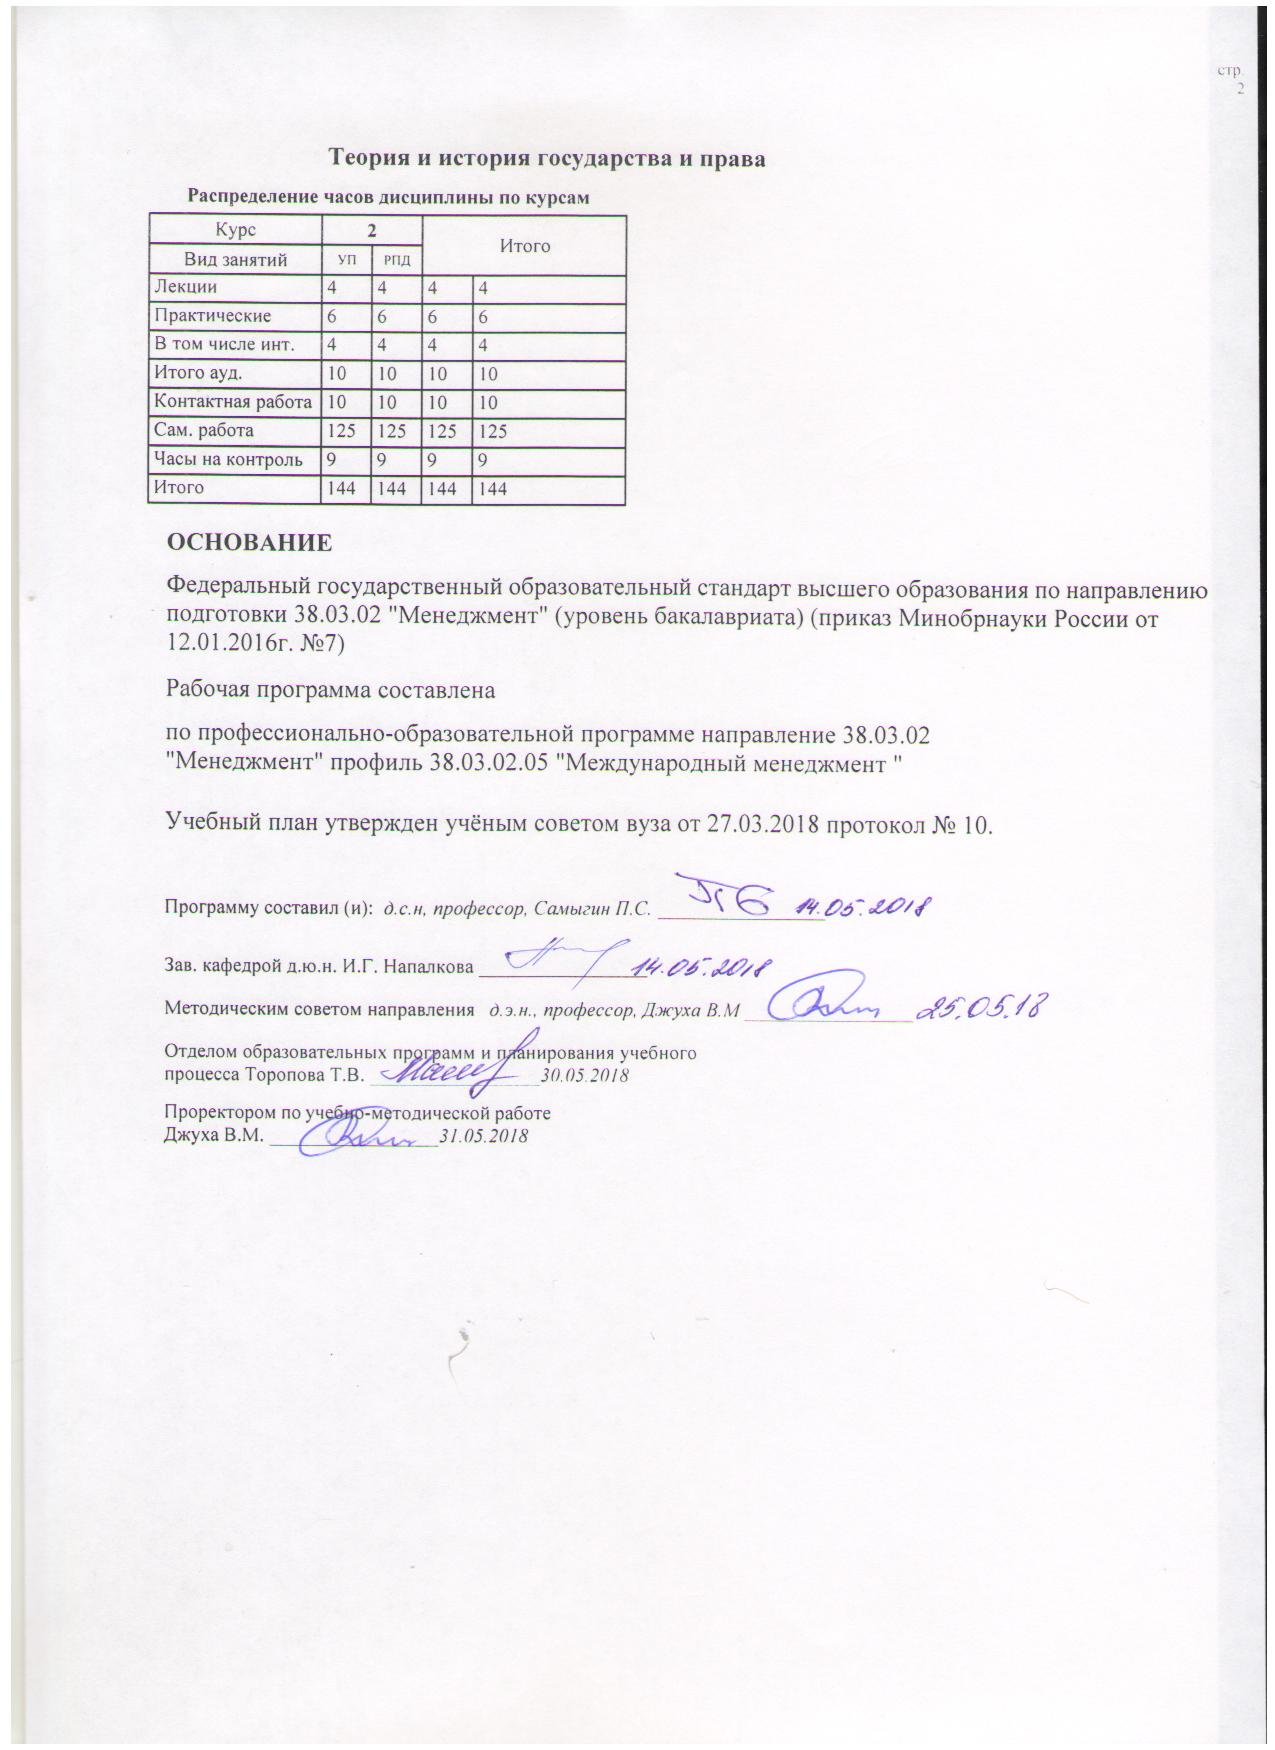 стр.
2
Теория и история государства и права
Распределение часов дисциплины по курсам
Курс 2 Итого
Вид занятий УП РПД
Лекции 4 4 4 4
Практические 6 6 6 6
В том числе инт. 4 4 4 4
Итого ауд. 10 10 10 10
Контактная работа 10 10 10 10
Сам. работа 125 125 125 125
Часы на контроль 9 9 9 9
Итого 144 144 144 144
ОСНОВАНИЕ
Федеральный государственный образовательный стандарт высшего образования по направлению
подготовки 38.03.02 "Менеджмент" (уровень бакалавриата) (приказ Минобрнауки России от
12.01.2016г. №7)
Рабочая программа составлена
по профессионально-образовательной программе направление 38.03.02
"Менеджмент" профиль 38.03.02.05 "Международный менеджмент "
Учебный план утвержден учёным советом вуза от 27.03.2018 протокол № 10.
Программу составил (и): д.с.н, профессор, Самыгин П.С. 14.05.2018
Зав. кафедрой д.ю.н. И.Г. Напалкова 14.05.2018
Методическим советом направления д.э.н., профессор, Джуха В.М 25.05.18
Отделом образовательных программ и планирования учебного
процесса Торопова Т.В. 30.05.2018
Проректором по учебно-методической работе
Джуха В.М. 31.05.2018